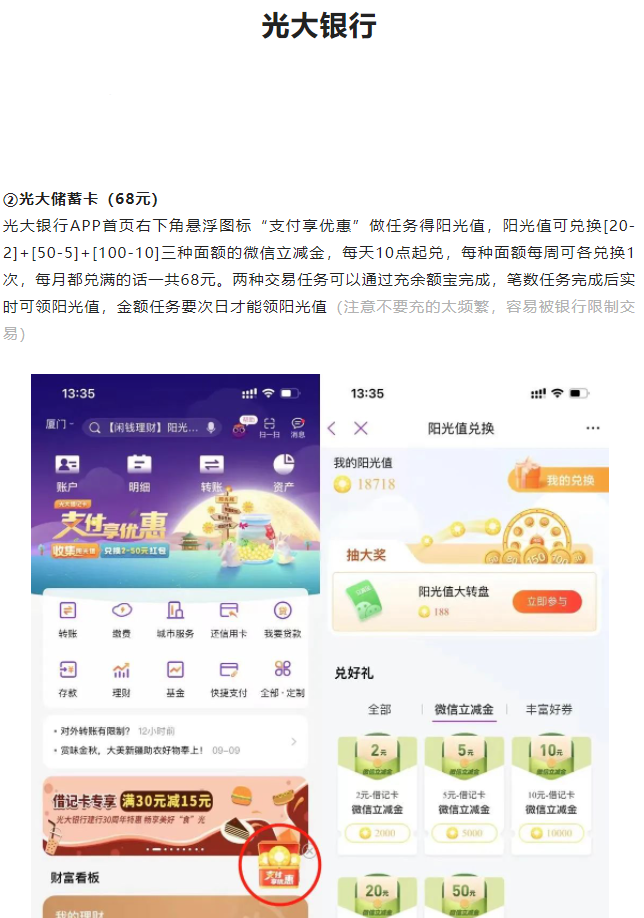 光大银行
②光大储蓄卡（68元）
光大银行APP首页右下角悬浮图标“支付享优惠”做任务得阳光值，阳光值可兑换[20-
2]+[50-5]+[100-10]三种面额的微信立减金，每天10点起兑，每种面额每周可各兑换1
次，每月都兑满的话一共68元。两种交易任务可以通过充余额宝完成，笔数任务完成后实
时可领阳光值，金额任务要次日才能领阳光值（注意不要充的太频繁，容易被银行限制交
易）
13:35
厦门
【闲钱理财】阳光...
帮帮
扫一扫
消息
账户
明细
转账
资产
光大借记卡
支付享优惠
收集阳光值
兑换2-50元红包
转账
缴费
城市服务
还信用卡
我要贷款
存款
理财
基金
快捷支付
全部·定制
·对外转账有限制？ 12小时前
·赏味金秋，大美新疆助农好物奉上！ 09-09
借记卡专享 满30元减15元
光大银行建行30周年特惠 畅享美好“食”光
支付
享优惠
财富看板
我的理财
13:35
阳光值兑换
我的阳光值
18718
我的兑换
抽大奖
阳光值大转盘
188
立即参与
兑好礼
全部
微信立减金
丰富好券
2元
5元
10元
微信立减金
微信立减金
微信立减金
2元-借记卡
5元-借记卡
10元-借记卡
微信立减金
微信立减金
微信立减金
2000
5000
10000
20元
50元
微信立减金
微信立减金